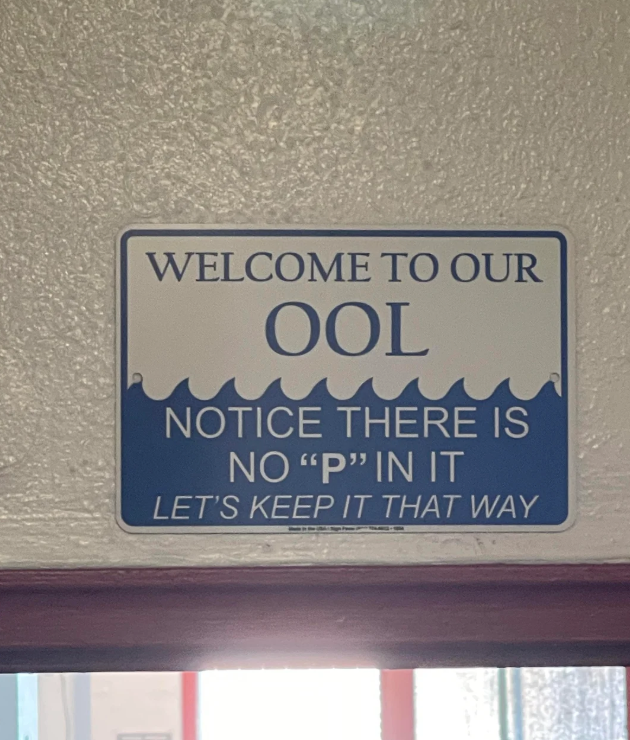 WELCOME TO OUR
OOL
NOTICE THERE IS
NO “P” IN IT
LET’S KEEP IT THAT WAY